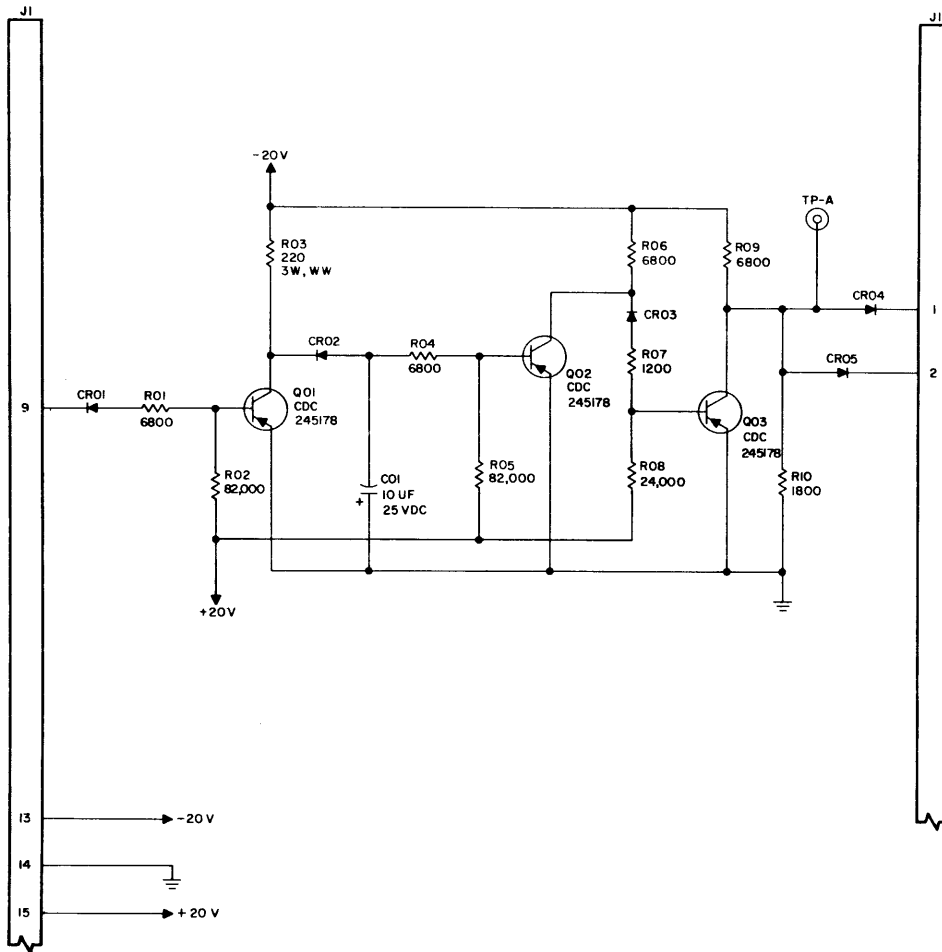 J1
J1
-20V
TP-A
R03
220
3W, WW
R06
6800
R09
6800
CR04
1
CR03
CR02
R04
6800
R07
1200
Q02
CDC
245178
CR05
2
9
CR01
R01
6800
Q01
CDC
245178
Q03
CDC
245178
R02
82,000
C01
10 UF
25 VDC
+
R05
82,000
R08
24,000
R10
1800
+20V
13
-20 V
14
15
+ 20 V